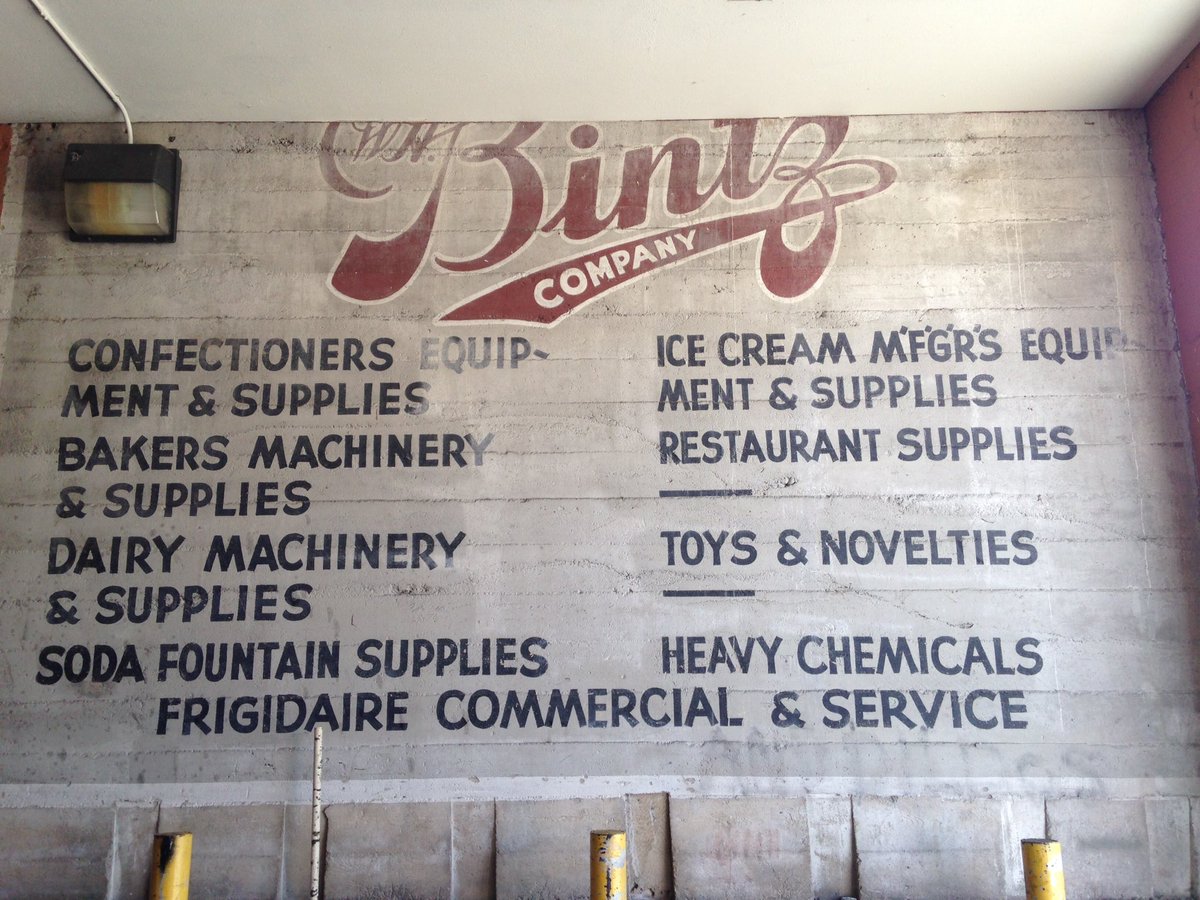 W.A. Bintz
COMPANY
CONFECTIONERS EQUIP-
MENT & SUPPLIES
BAKERS MACHINERY
& SUPPLIES
DAIRY MACHINERY
& SUPPLIES
SODA FOUNTAIN SUPPLIES
ICE CREAM M'F'G'R'S EQUIP-
MENT & SUPPLIES
RESTAURANT SUPPLIES
TOYS & NOVELTIES
HEAVY CHEMICALS
FRIGIDAIRE COMMERCIAL & SERVICE